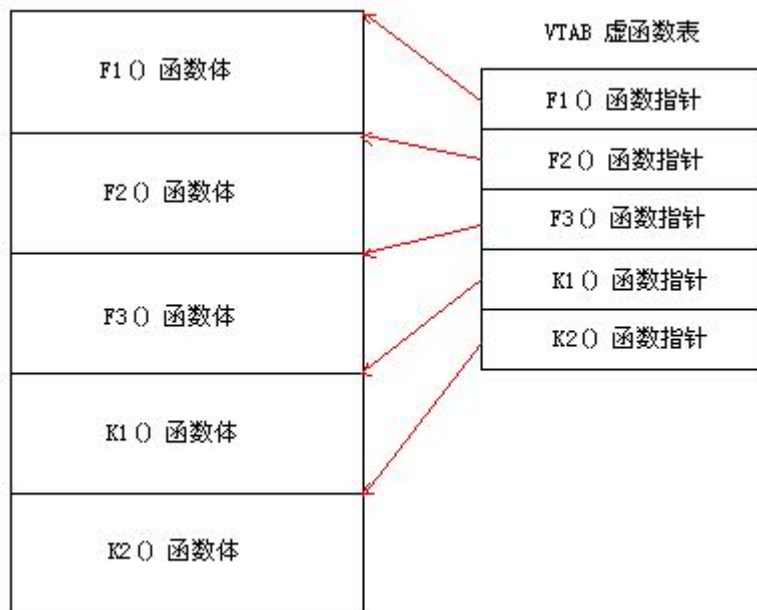 F1() 函数体
F2() 函数体
F3() 函数体
K1() 函数体
K2() 函数体
VTAB 虚函数表
F1() 函数指针
F2() 函数指针
F3() 函数指针
K1() 函数指针
K2() 函数指针